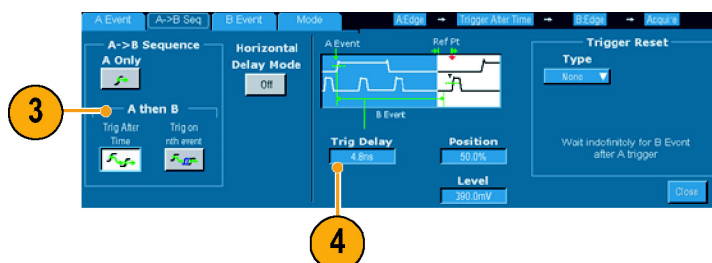 A Event A->B Seq B Event Mode A:Edge → Trigger After Time → B:Edge → Acquire
A->B Sequence
A Only
A then B
Trig After Time
Trig on nth event
Horizontal Delay Mode
Off
A Event
Ref Pt
B Event
Trig Delay
4.8ns
Position
50.0%
Level
390.0mV
Trigger Reset
Type
None
Wait indefinitely for B Event
after A trigger
Close
3
4